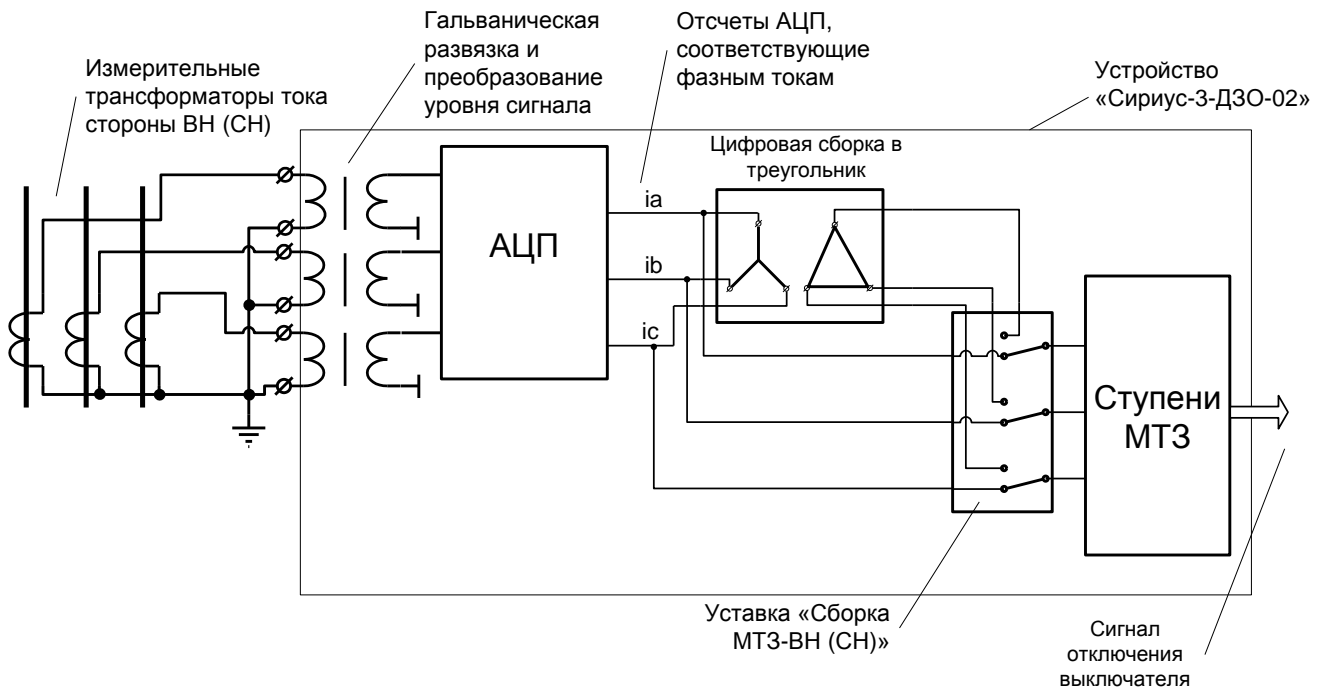 Измерительные
трансформаторы тока
стороны ВН (СН)
Гальваническая
развязка и
преобразование
уровня сигнала
Отсчеты АЦП,
соответствующие
фазным токам
Устройство
«Сириус-3-ДЗО-02»
Цифровая сборка в
треугольник
АЦП
ia
ib
ic
Ступени
МТЗ
Уставка «Сборка
МТЗ-ВН (СН)»
Сигнал
отключения
выключателя